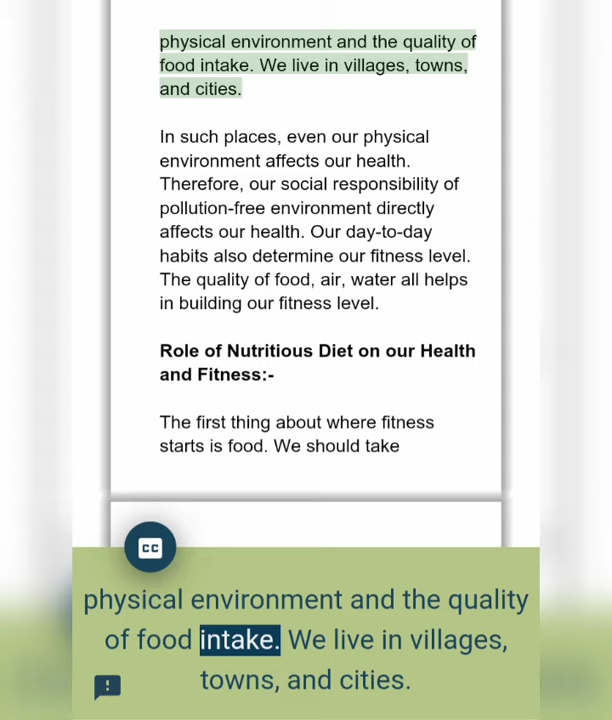 physical environment and the quality of
food intake. We live in villages, towns,
and cities.
In such places, even our physical
environment affects our health.
Therefore, our social responsibility of
pollution-free environment directly
affects our health. Our day-to-day
habits also determine our fitness level.
The quality of food, air, water all helps
in building our fitness level.
Role of Nutritious Diet on our Health
and Fitness:-
The first thing about where fitness
starts is food. We should take
CC
physical environment and the quality
of food intake. We live in villages,
towns, and cities.